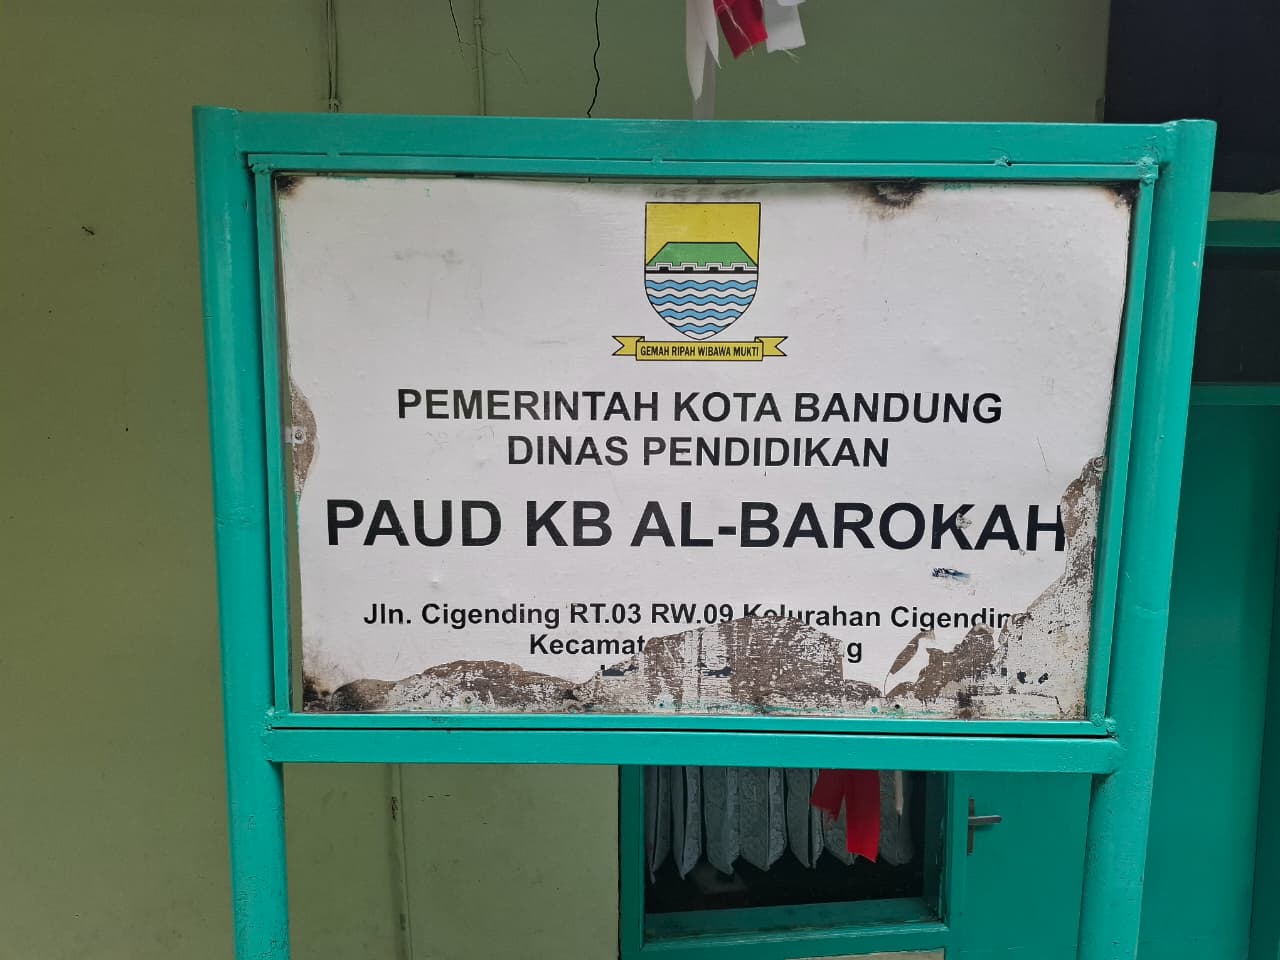 GEMAH RIPAH WIBAWA MUKTI
PEMERINTAH KOTA BANDUNG
DINAS PENDIDIKAN
PAUD KB AL-BAROKAH
Jln. Cigending RT.03 RW.09 Kelurahan Cigending